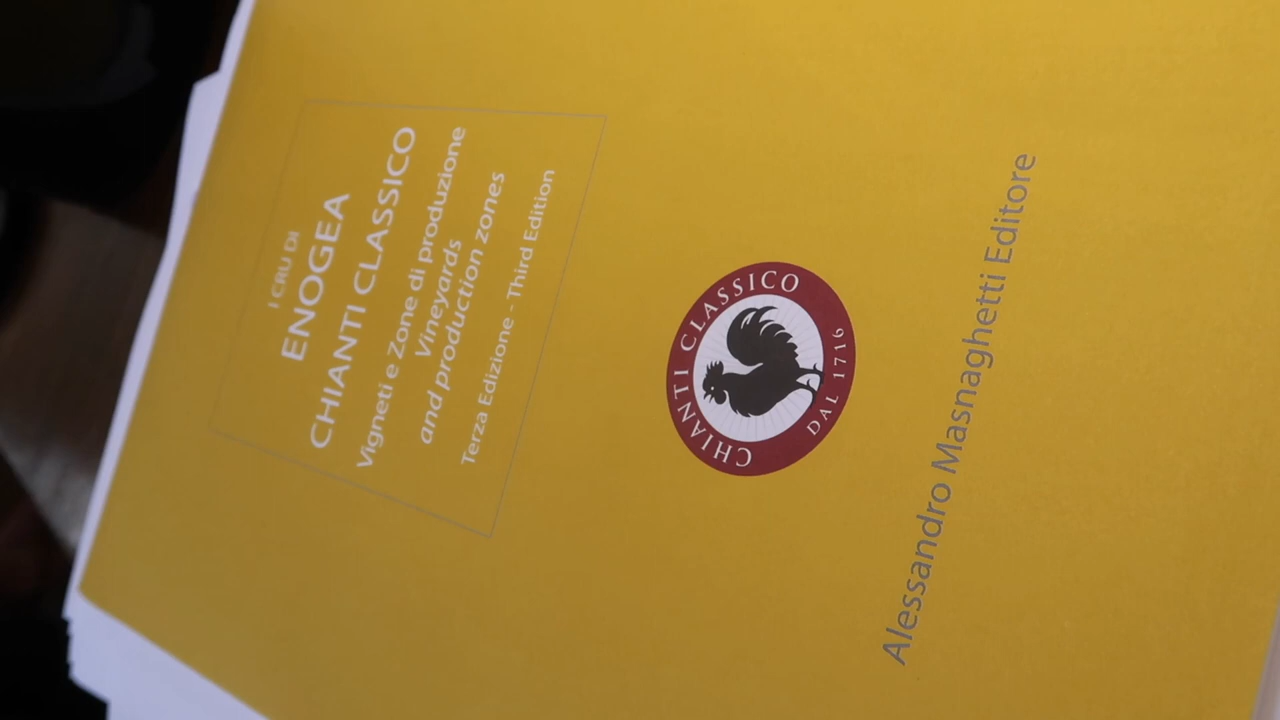 I CRU DI
ENOGEA
CHIANTI CLASSICO
Vigneti e Zone di produzione
Vineyards
and production zones
Terza Edizione - Third Edition
CHIANTI CLASSICO
DAL 1716
Alessandro Masnaghetti Editore